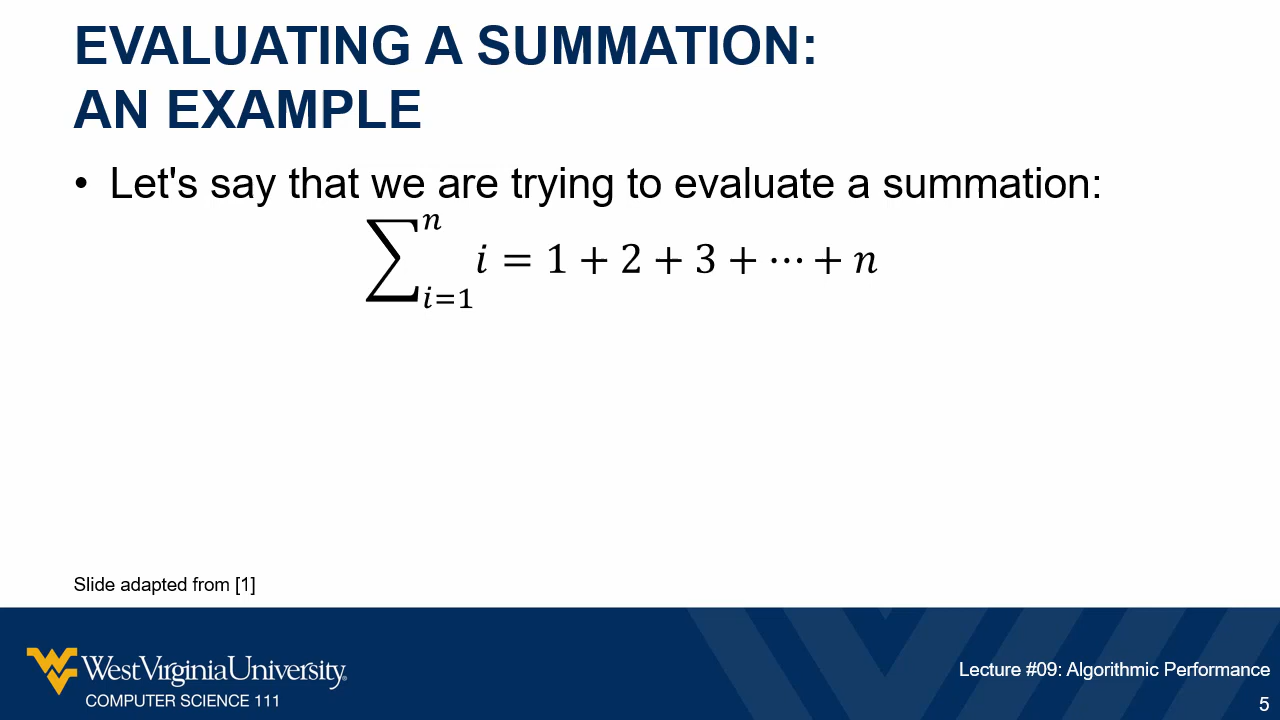 EVALUATING A SUMMATION:
AN EXAMPLE
• Let's say that we are trying to evaluate a summation:
∑ⁿᵢ₌₁ i = 1 + 2 + 3 + ⋯ + n
Slide adapted from [1]
WestVirginiaUniversity®
COMPUTER SCIENCE 111
Lecture #09: Algorithmic Performance
5